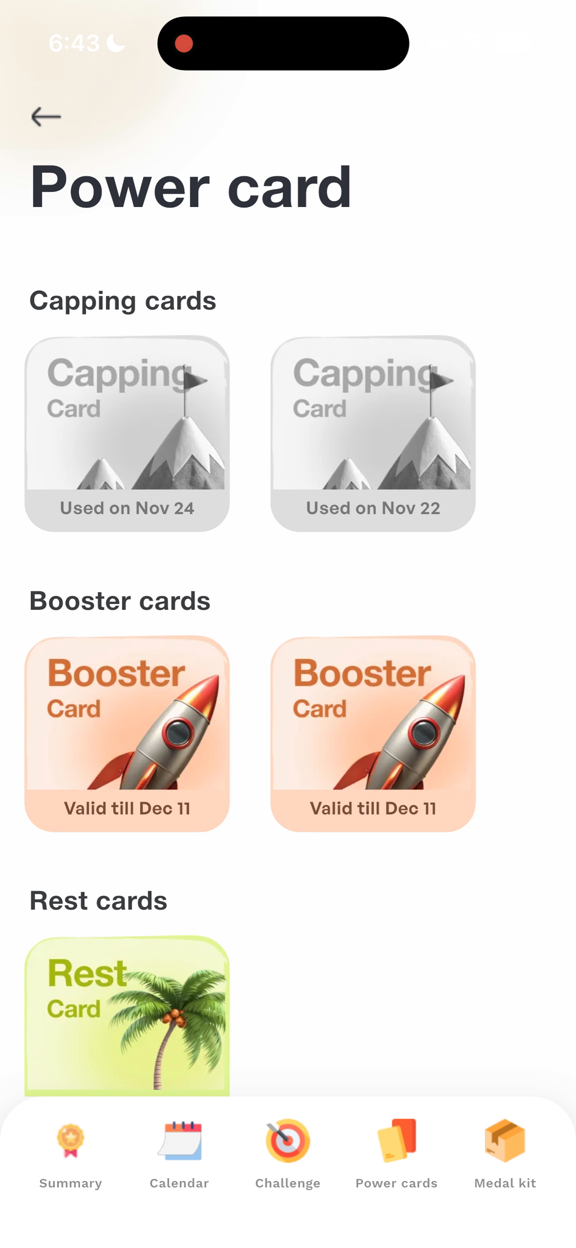 6:43
Power card
Capping cards
Capping
Card
Used on Nov 24
Capping
Card
Used on Nov 22
Booster cards
Booster
Card
Valid till Dec 11
Booster
Card
Valid till Dec 11
Rest cards
Rest
Card
Summary
Calendar
Challenge
Power cards
Medal kit